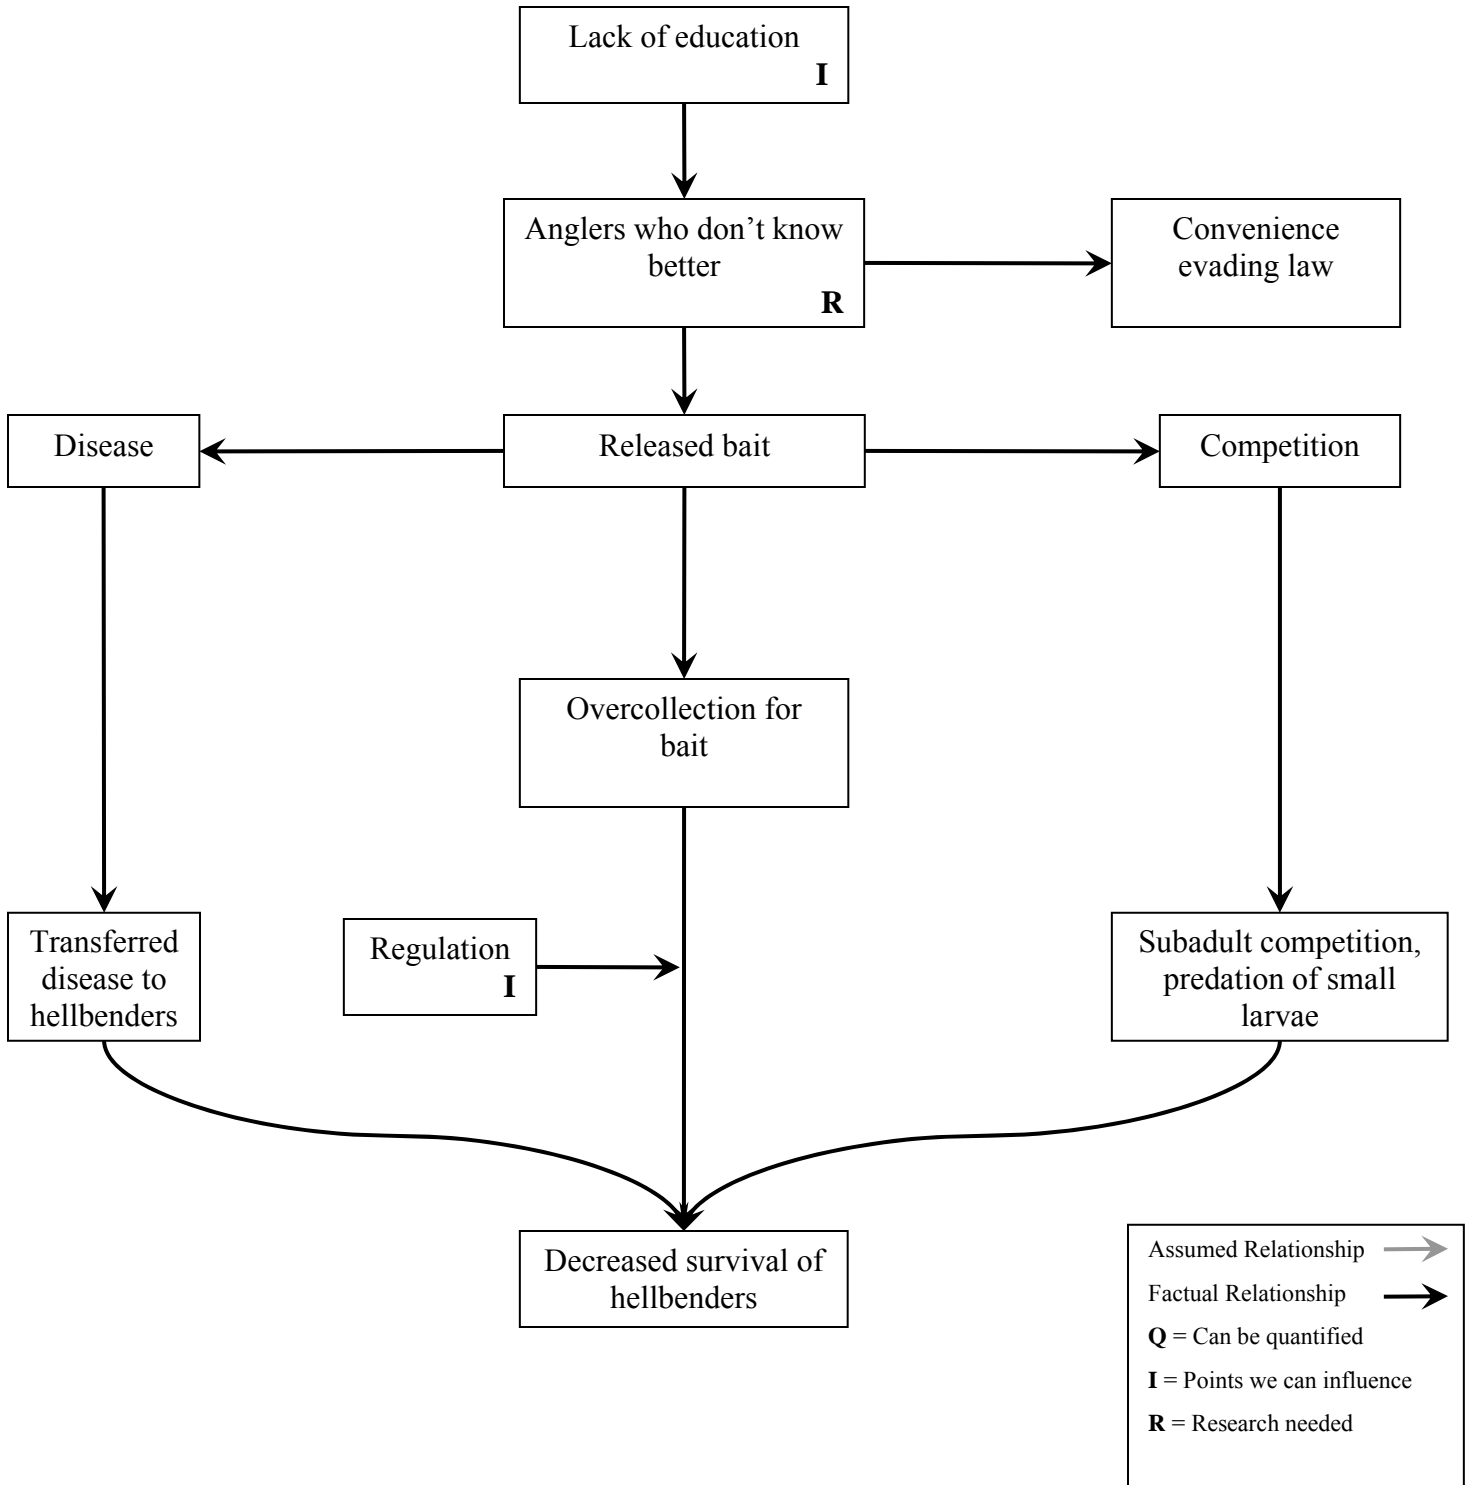 Lack of education
I
Anglers who don’t know
better
R
Convenience
evading law
Disease
Released bait
Competition
Overcollection for
bait
Transferred
disease to
hellbenders
Regulation
I
Subadult competition,
predation of small
larvae
Decreased survival of
hellbenders
Assumed Relationship
Factual Relationship
Q = Can be quantified
I = Points we can influence
R = Research needed